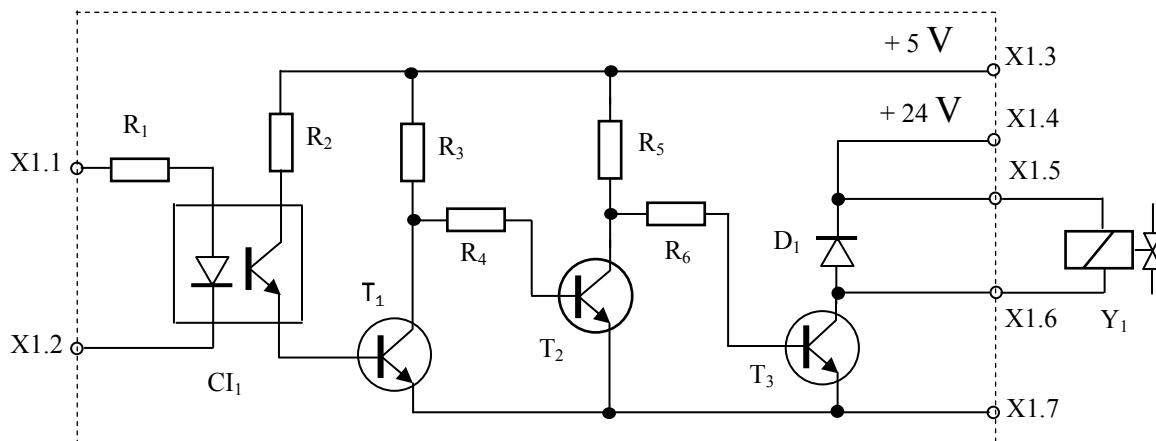 + 5 V
X1.3
+ 24 V
X1.4
R₁
R₂
R₃
R₅
X1.1
X1.5
R₄
R₆
D₁
T₁
X1.2
T₂
X1.6
Y₁
CI₁
T₃
X1.7